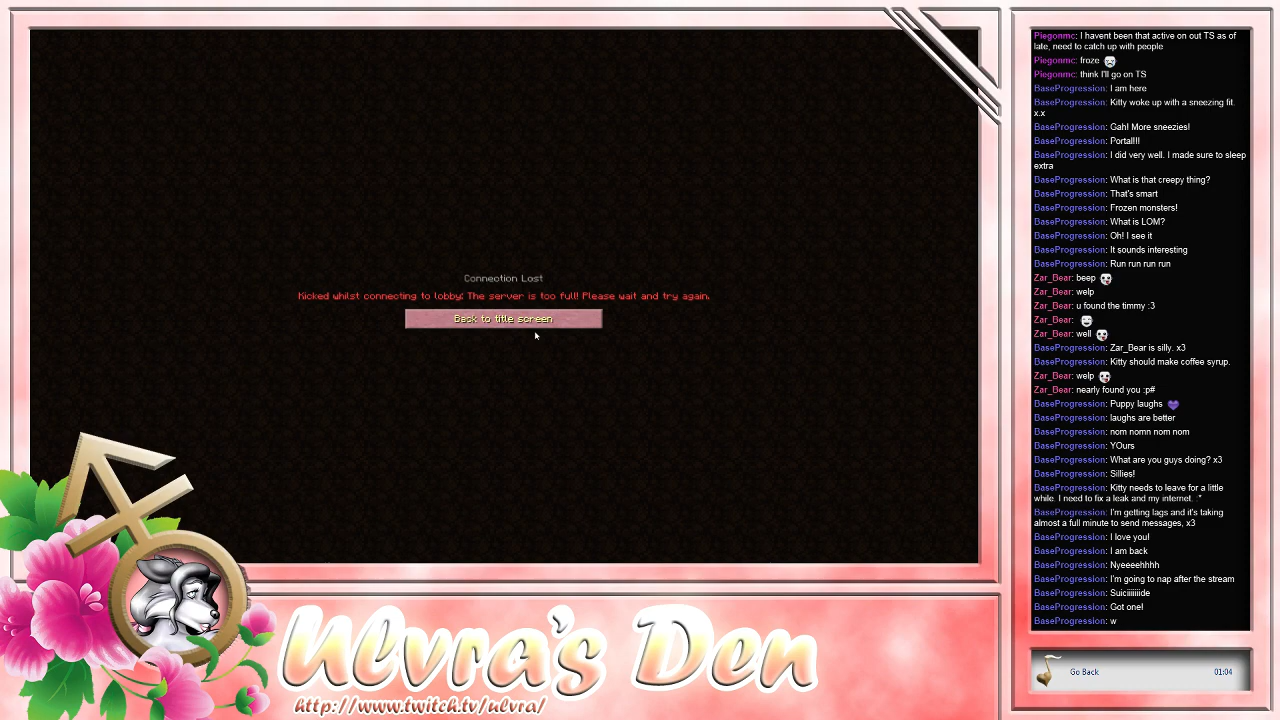 Connection Lost
Kicked whilst connecting to lobby: The server is too full! Please wait and try again.
Back to title screen
Ulvra's Den
http://www.twitch.tv/ulvra/
Piegonmc: I havent been that active on out TS as of
late, need to catch up with people
Piegonmc: froze
Piegonmc: think I'll go on TS
BaseProgression: I am here
BaseProgression: Kitty woke up with a sneezing fit.
x.x
BaseProgression: Gah! More sneezies!
BaseProgression: Portal!!!
BaseProgression: I did very well. I made sure to sleep
extra
BaseProgression: What is that creepy thing?
BaseProgression: That's smart
BaseProgression: Frozen monsters!
BaseProgression: What is LOM?
BaseProgression: Oh! I see it
BaseProgression: It sounds interesting
BaseProgression: Run run run run
Zar_Bear: beep
Zar_Bear: welp
Zar_Bear: u found the timmy :3
Zar_Bear:
Zar_Bear: well
BaseProgression: Zar_Bear is silly. x3
BaseProgression: Kitty should make coffee syrup.
Zar_Bear: welp
Zar_Bear: nearly found you :p#
BaseProgression: Puppy laughs
BaseProgression: laughs are better
BaseProgression: nom nomn nom nom
BaseProgression: YOurs
BaseProgression: What are you guys doing? x3
BaseProgression: Sillies!
BaseProgression: Kitty needs to leave for a little
while. I need to fix a leak and my internet. :*
BaseProgression: I'm getting lags and it's taking
almost a full minute to send messages, x3
BaseProgression: I love you!
BaseProgression: I am back
BaseProgression: Nyeeeehhhh
BaseProgression: I'm going to nap after the stream
BaseProgression: Suiciiiiiiide
BaseProgression: Got one!
BaseProgression: w
Go Back 01:04